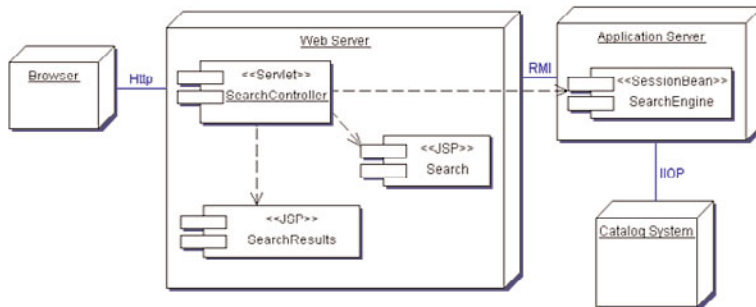 Web Server
Application Server
Browser
Http
<<Servlet>>
SearchController
RMI
<<SessionBean>>
SearchEngine
<<JSP>>
Search
<<JSP>>
SearchResults
IIOP
Catalog System